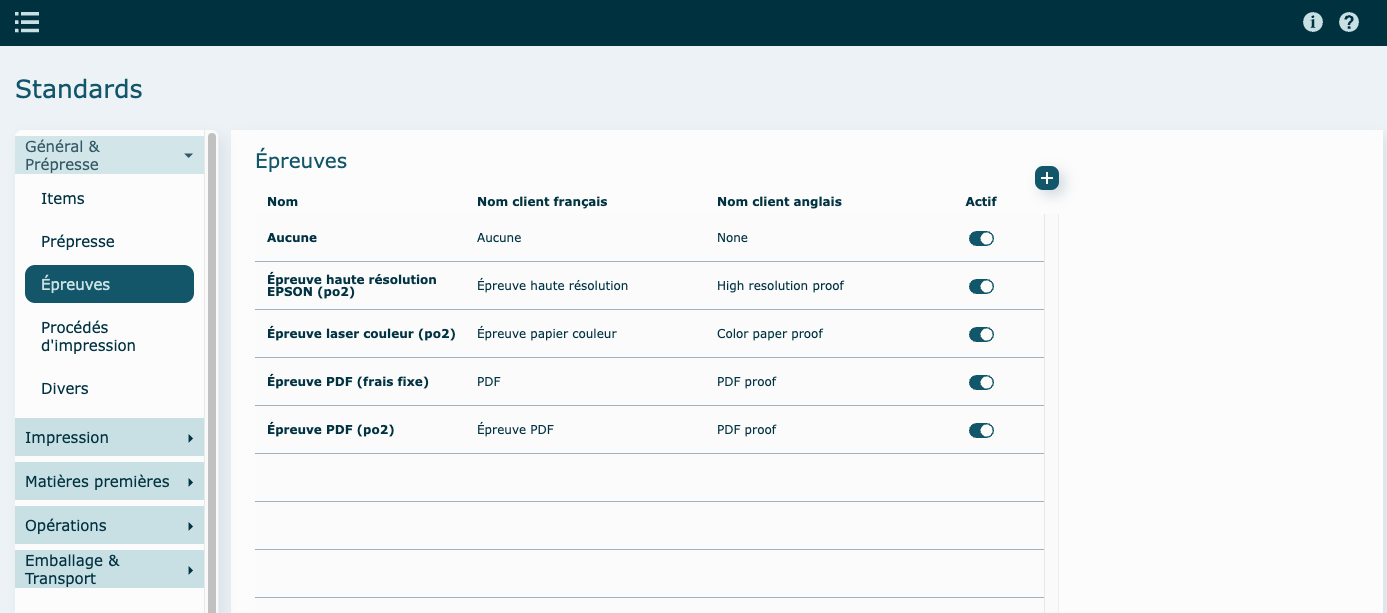 Standards
Général &
Prépresse
Items
Prépresse
Épreuves
Procédés
d'impression
Divers
Impression
Matières premières
Opérations
Emballage &
Transport
Épreuves
Nom Nom client français Nom client anglais Actif
Aucune Aucune None
Épreuve haute résolution
EPSON (po2) Épreuve haute résolution High resolution proof
Épreuve laser couleur (po2) Épreuve papier couleur Color paper proof
Épreuve PDF (frais fixe) PDF PDF proof
Épreuve PDF (po2) Épreuve PDF PDF proof